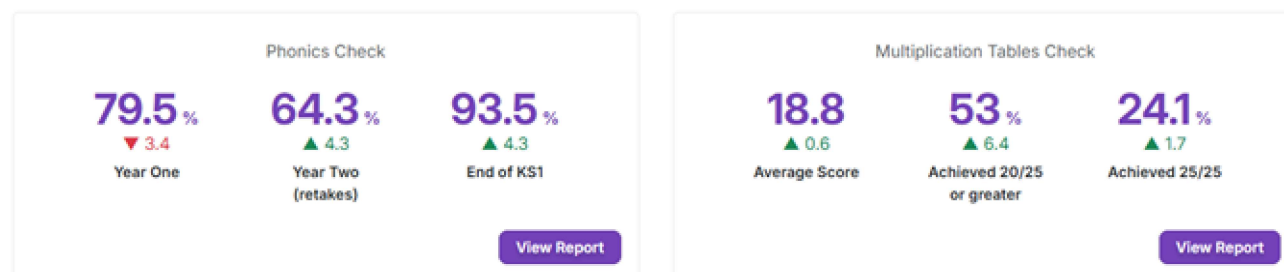 Phonics Check
79.5 % 64.3 % 93.5 %
▼ 3.4 ▲ 4.3 ▲ 4.3
Year One Year Two End of KS1
(retakes)
View Report
Multiplication Tables Check
18.8 53 % 24.1 %
▲ 0.6 ▲ 6.4 ▲ 1.7
Average Score Achieved 20/25 Achieved 25/25
or greater
View Report